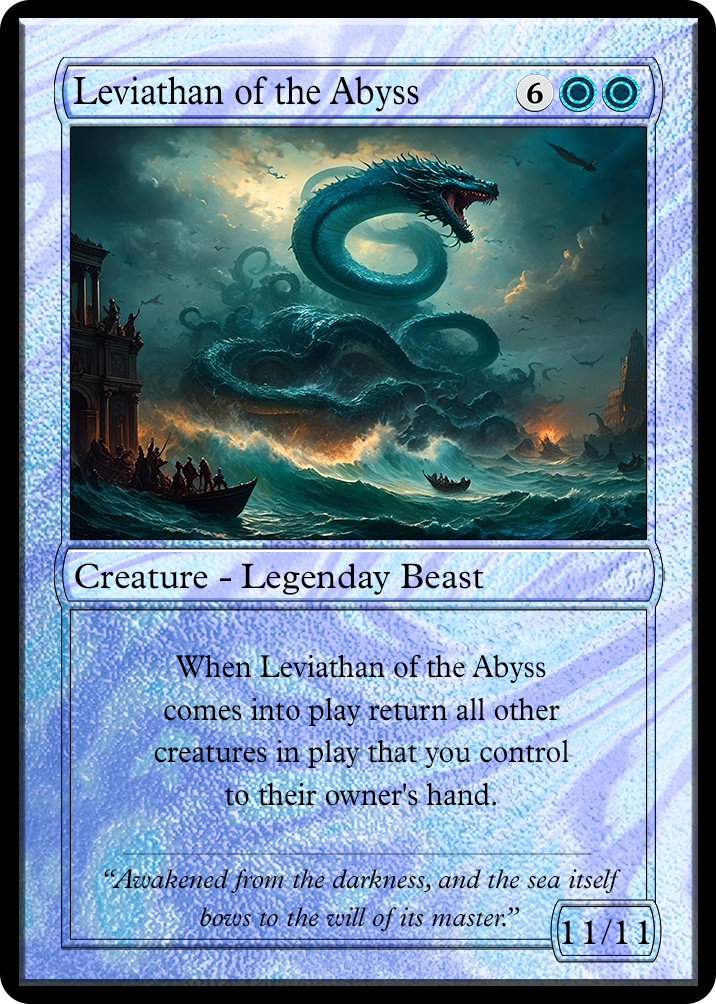 Leviathan of the Abyss 6
Creature - Legenday Beast
When Leviathan of the Abyss
comes into play return all other
creatures in play that you control
to their owner's hand.
“Awakened from the darkness, and the sea itself
bows to the will of its master.”
11/11